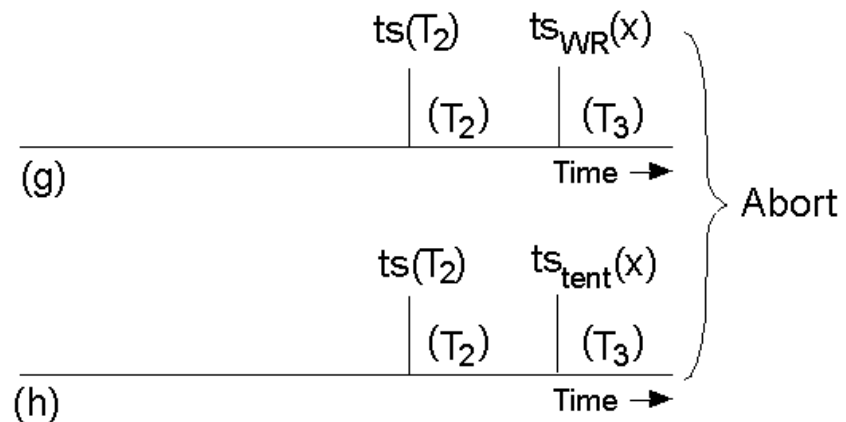 ts(T₂) ts_WR(x)
(T₂) (T₃)
(g) Time
Abort
ts(T₂) ts_tent(x)
(T₂) (T₃)
(h) Time